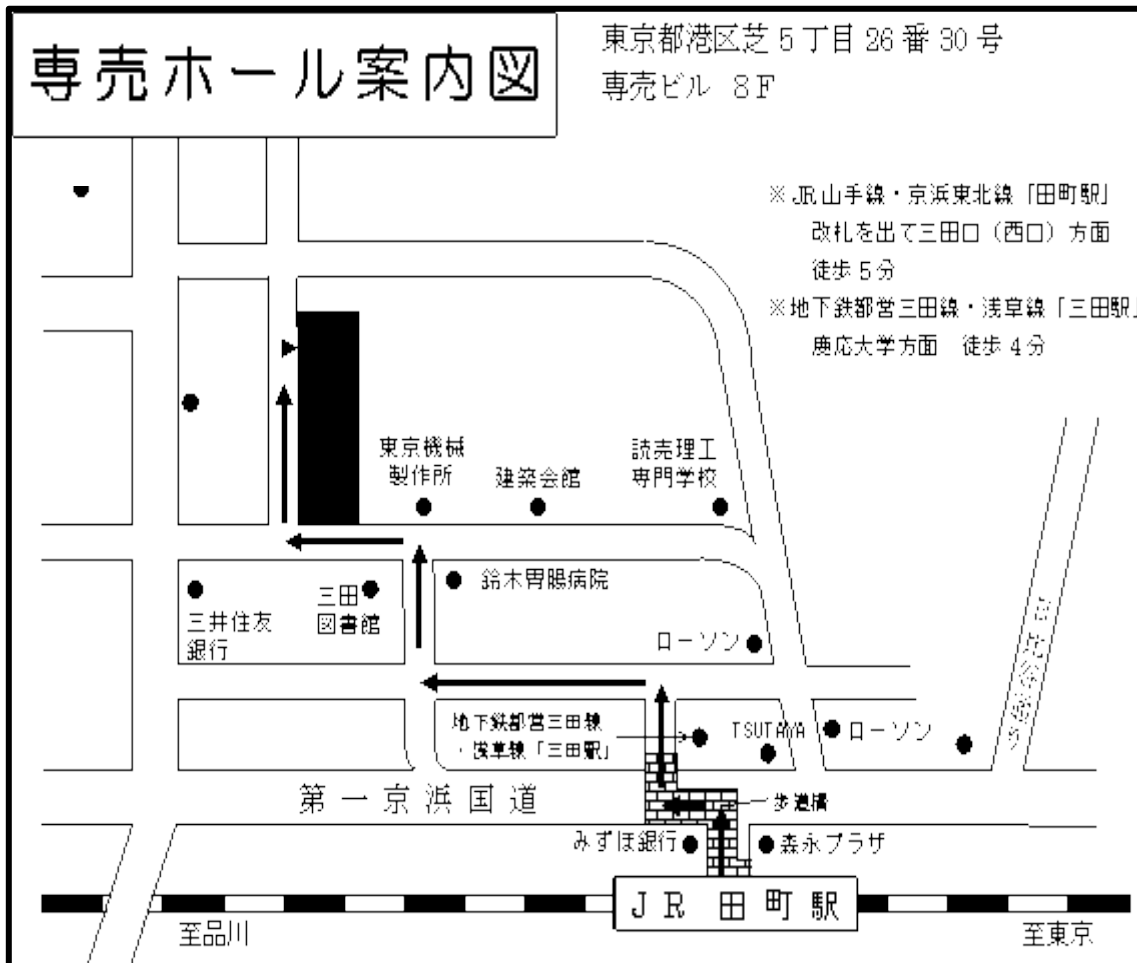 専売ホール案内図
東京都港区芝5丁目26番30号
専売ビル 8F
※JR山手線・京浜東北線「田町駅」
改札を出て三田口（西口）方面
徒歩5分
※地下鉄都営三田線・浅草線「三田駅」
慶応大学方面 徒歩4分
東京機械
製作所
建築会館
読売理工
専門学校
三井住友
銀行
三田
図書館
鈴木胃腸病院
ローソン
地下鉄都営三田線
・浅草線「三田駅」
TSUTAYA
ローソン
第一京浜国道
歩道橋
みずほ銀行
森永プラザ
JR 田町駅
至品川
至東京